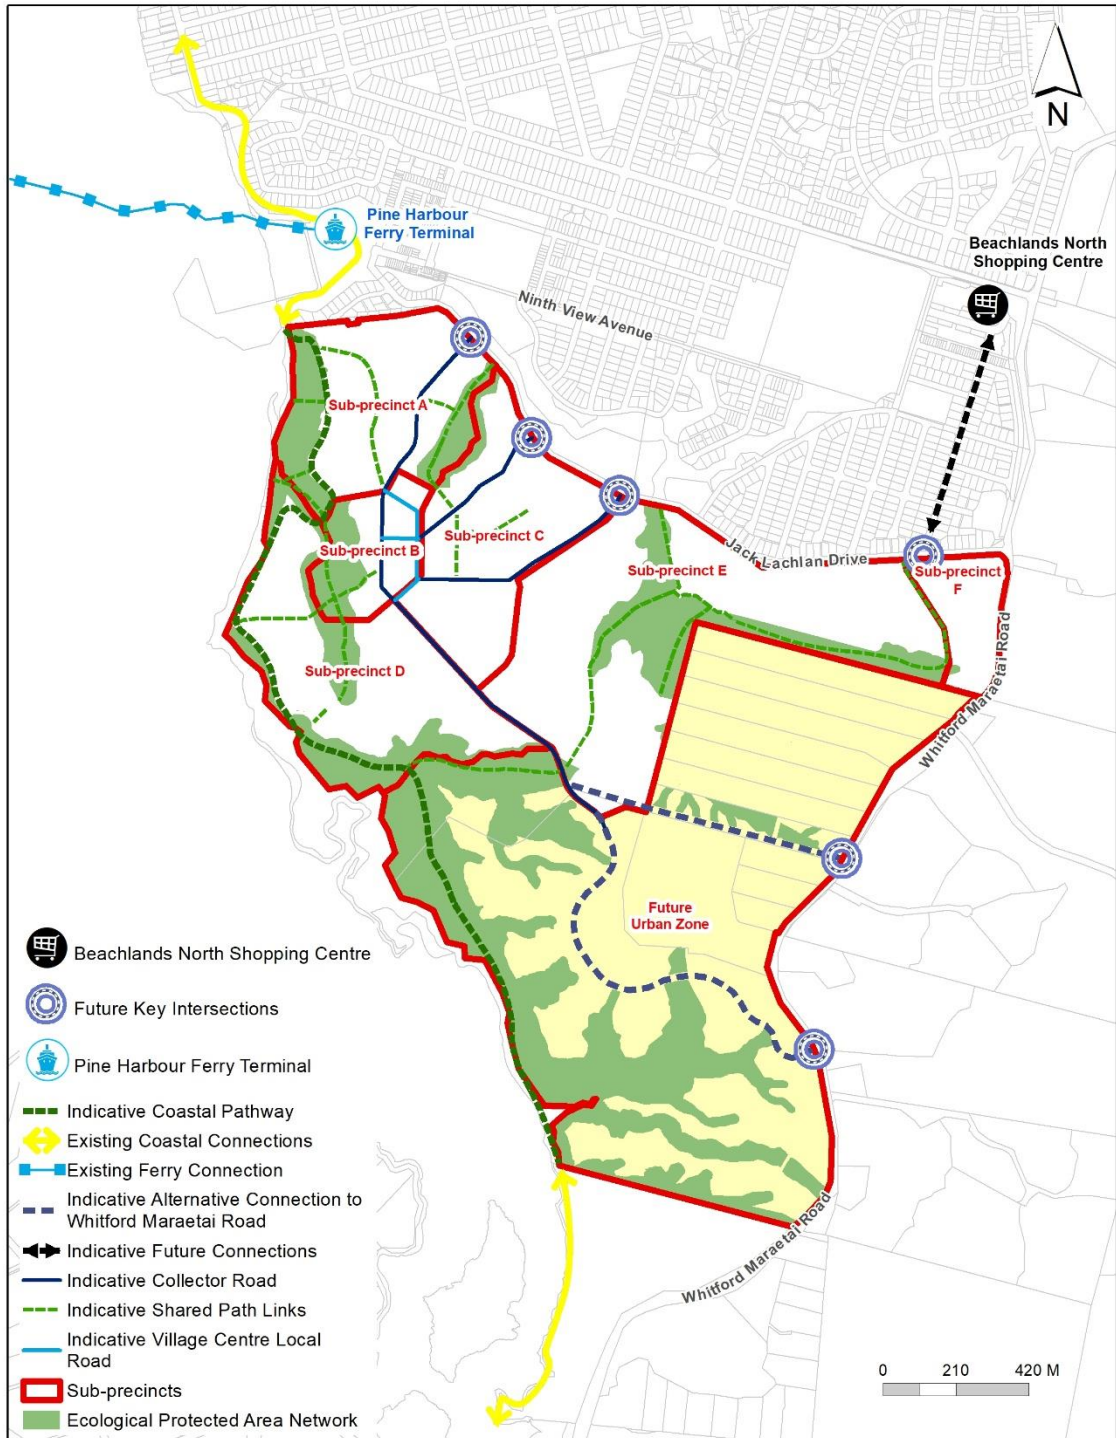 N
Pine Harbour
Ferry Terminal
Beachlands North
Shopping Centre
Ninth View Avenue
Sub-precinct A
Sub-precinct B
Sub-precinct C
Jack Lachlan Drive
Sub-precinct E
Sub-precinct
F
Sub-precinct D
Whitford Maraetai Road
Future
Urban Zone
Beachlands North Shopping Centre
Future Key Intersections
Pine Harbour Ferry Terminal
Indicative Coastal Pathway
Existing Coastal Connections
Existing Ferry Connection
Indicative Alternative Connection to
Whitford Maraetai Road
Indicative Future Connections
Indicative Collector Road
Indicative Shared Path Links
Indicative Village Centre Local
Road
Sub-precincts
Ecological Protected Area Network
Whitford Maraetai Road
0 210 420 M